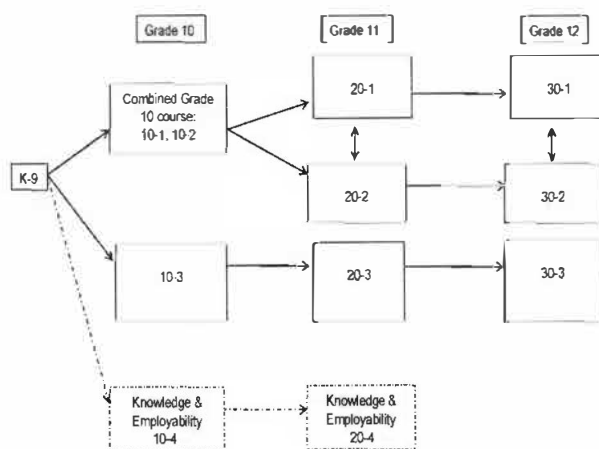 Grade 10
Grade 11
Grade 12
Combined Grade
10 course:
10-1, 10-2
20-1
30-1
K-9
20-2
30-2
10-3
20-3
30-3
Knowledge &
Employability
10-4
Knowledge &
Employability
20-4